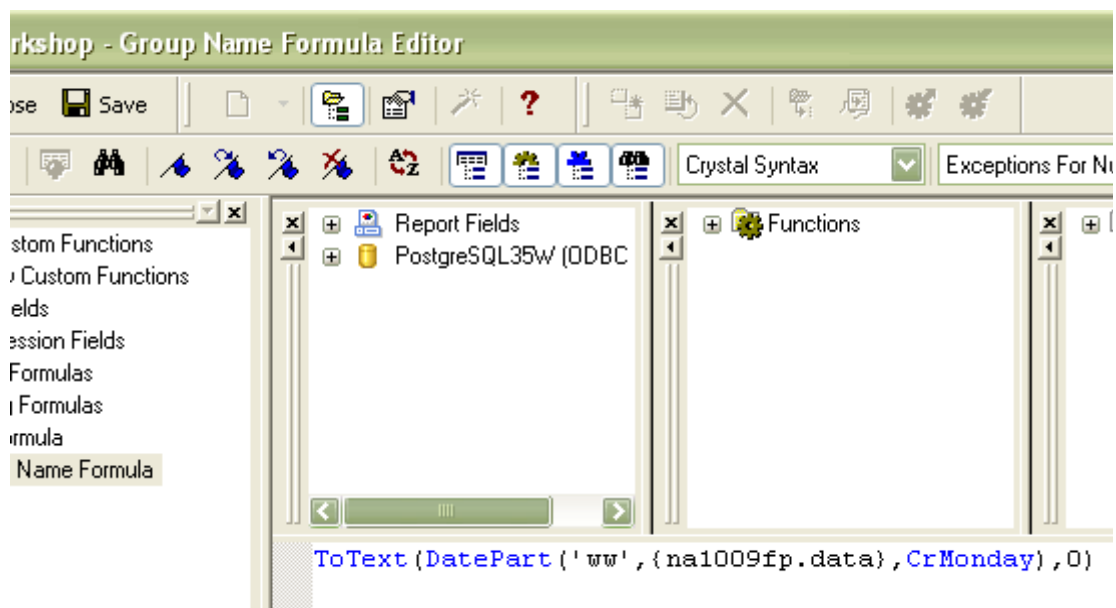 rkshop - Group Name Formula Editor
ose Save ?
Crystal Syntax Exceptions For Nu
stom Functions
Custom Functions
elds
ession Fields
Formulas
g Formulas
ormula
Name Formula
Report Fields
PostgreSQL35W (ODBC
Functions
ToText(DatePart('ww',{na1009fp.data},CrMonday),0)